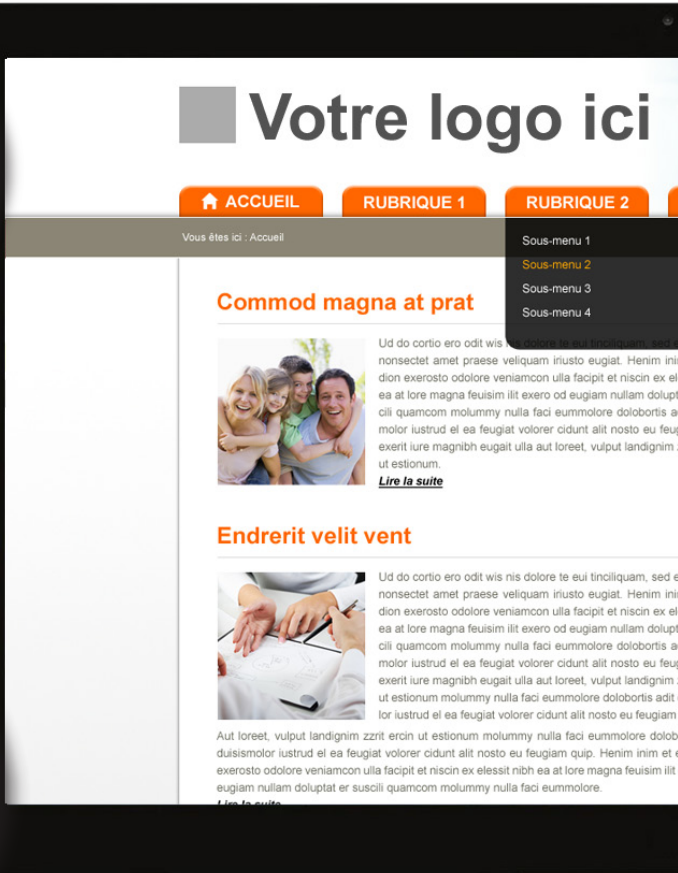 Votre logo ici
ACCUEIL
RUBRIQUE 1
RUBRIQUE 2
Vous êtes ici : Accueil
Sous-menu 1
Sous-menu 2
Sous-menu 3
Sous-menu 4
Commod magna at prat
Ud do cortio ero odit wis nis dolore te eui tinciliquam, sed
nonsectet amet praese veliquam iriusto eugiat. Henim
dion exerosto odolore veniamcon ulla facipit et niscin ex
ea at lore magna feuisim ilit exero od eugiam nullam
cili quamcom molummy nulla faci eummolore dolobortis
molor iustrud el ea feugiat volorer cidunt alit nosto eu
exerit iure magnibh eugait ulla aut loreet, vulput landignim
ut estionum.
Lire la suite
Endrerit velit vent
Ud do cortio ero odit wis nis dolore te eui tinciliquam, sed
nonsectet amet praese veliquam iriusto eugiat. Henim
dion exerosto odolore veniamcon ulla facipit et niscin ex
ea at lore magna feuisim ilit exero od eugiam nullam
cili quamcom molummy nulla faci eummolore dolobortis
molor iustrud el ea feugiat volorer cidunt alit nosto eu
exerit iure magnibh eugait ulla aut loreet, vulput landignim
ut estionum molummy nulla faci eummolore dolobortis adit
lor iustrud el ea feugiat volorer cidunt alit nosto eu feugiam
Aut loreet, vulput landignim zzrit ercin ut estionum molummy nulla faci eummolore
duisismolor iustrud el ea feugiat volorer cidunt alit nosto eu feugiam quip. Henim inim et
exerosto odolore veniamcon ulla facipit et niscin ex elessit nibh ea at lore magna feuisim ilit
eugiam nullam doluptat er suscili quamcom molummy nulla faci eummolore.
Lire la suite